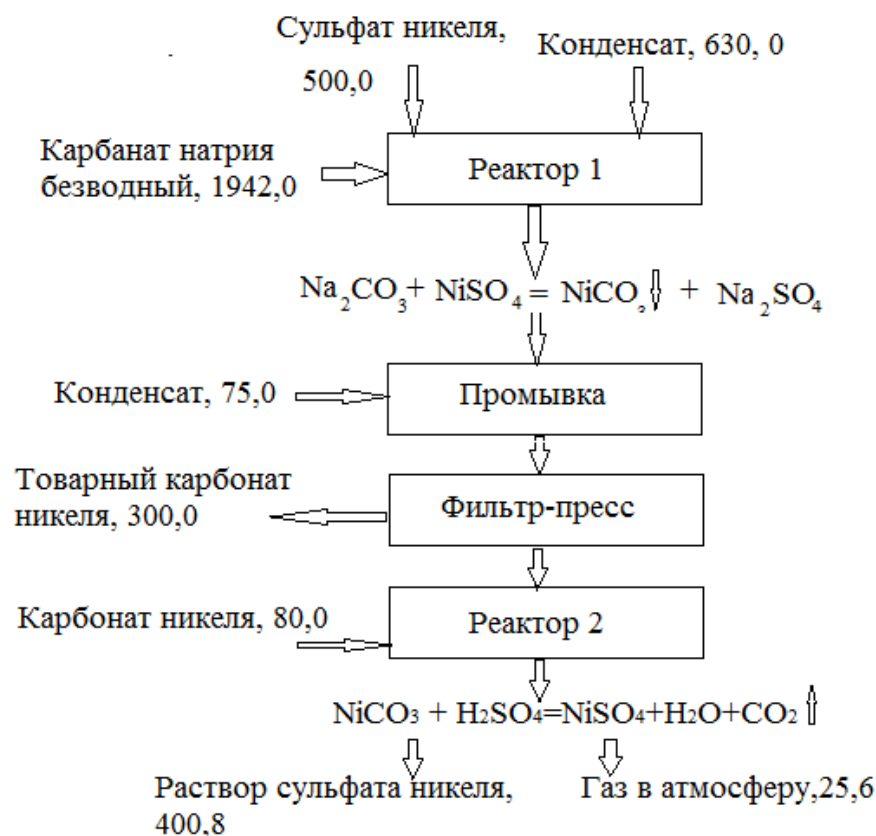 Сульфат никеля,
500,0
Конденсат, 630, 0
Карбанат натрия
безводный, 1942,0
Реактор 1
Na₂CO₃+ NiSO₄ = NiCO₃ + Na₂SO₄
Конденсат, 75,0
Промывка
Товарный карбонат
никеля, 300,0
Фильтр-пресс
Карбонат никеля, 80,0
Реактор 2
NiCO₃ + H₂SO₄=NiSO₄+H₂O+CO₂
Раствор сульфата никеля,
400,8
Газ в атмосферу,25,6